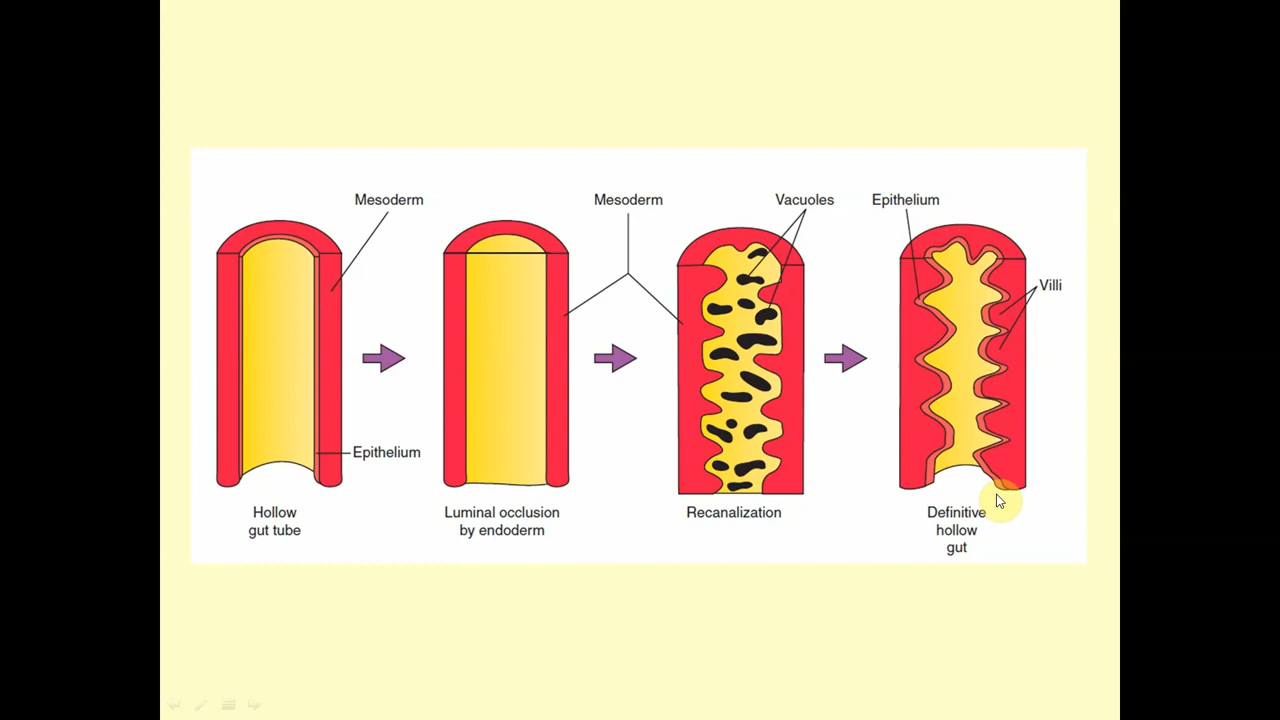 Mesoderm
Mesoderm
Vacuoles
Epithelium
Villi
Epithelium
Hollow
gut tube
Luminal occlusion
by endoderm
Recanalization
Definitive
hollow
gut